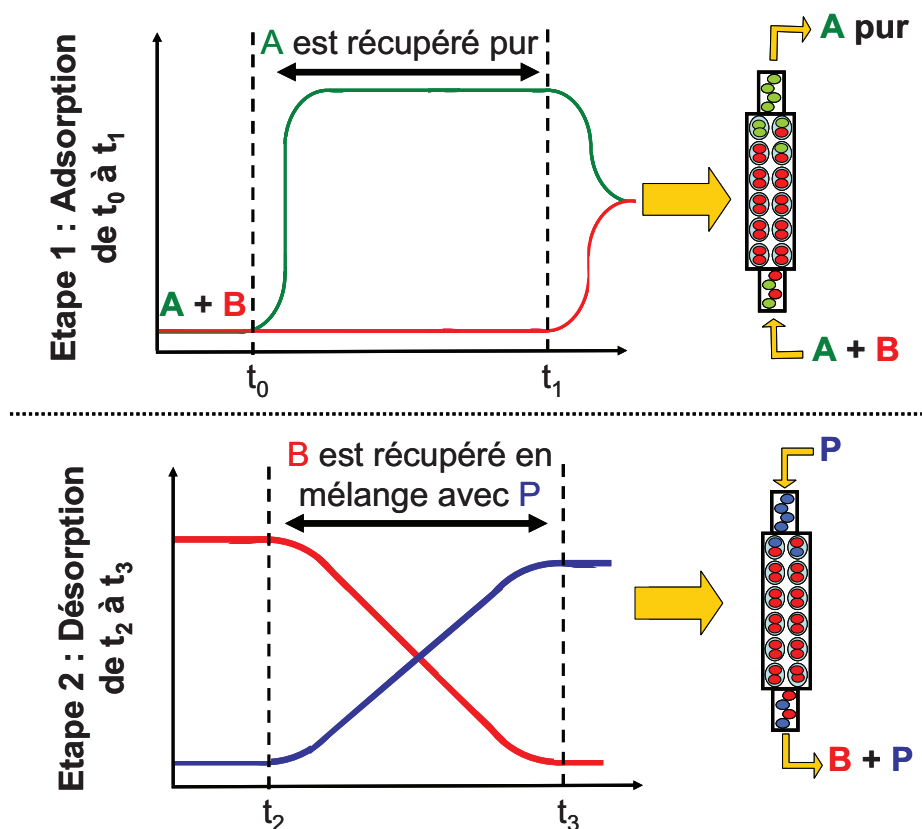 Etape 1 : Adsorption
de t0 à t1
A est récupéré pur
A + B
t0
t1
A pur
A + B
Etape 2 : Désorption
de t2 à t3
B est récupéré en
mélange avec P
t2
t3
P
B + P